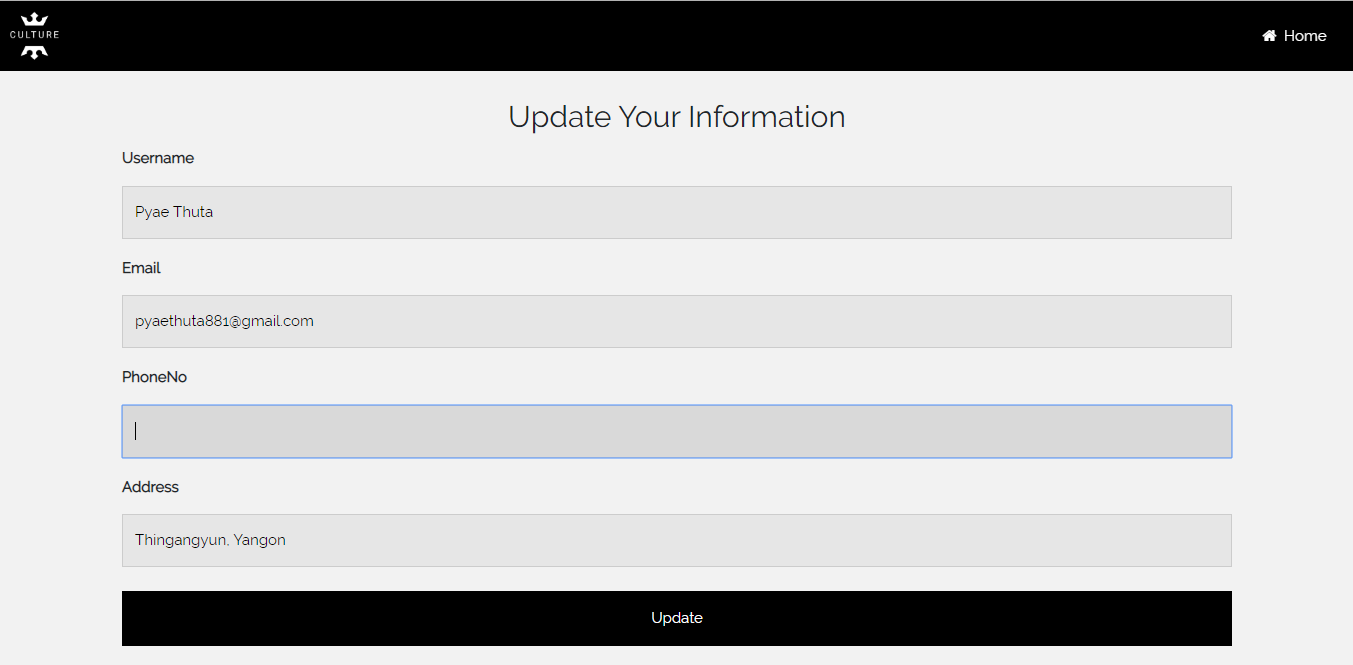 CULTURE
Home
Update Your Information
Username
Pyae Thuta
Email
pyaethuta881@gmail.com
PhoneNo
Address
Thingangyun, Yangon
Update